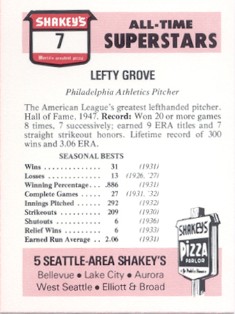 SHAKEY'S
7
World's greatest pizza
ALL-TIME
SUPERSTARS
LEFTY GROVE
Philadelphia Athletics Pitcher
The American League's greatest lefthanded pitcher.
Hall of Fame, 1947. Record: Won 20 or more games
8 times, 7 successively; earned 9 ERA titles and 7
straight strikeout honors. Lifetime record of 300
wins and 3.06 ERA.
SEASONAL BESTS
Wins . . . . . . . . . . . . . . 31 (1931)
Losses . . . . . . . . . . . . . 13 (1926, 27)
Winning Percentage. . . .886 (1931)
Complete Games . . . . . 27 (1931, 32)
Innings Pitched . . . . . . 292 (1932)
Strikeouts . . . . . . . . . . 209 (1930)
Shutouts . . . . . . . . . . . 6 (1936)
Relief Wins . . . . . . . . . 6 (1933)
Earned Run Average . . 2.06 (1931)
SHAKEY'S
PIZZA
PARLOR
5 SEATTLE-AREA SHAKEY'S
Bellevue • Lake City • Aurora
West Seattle • Elliott & Broad